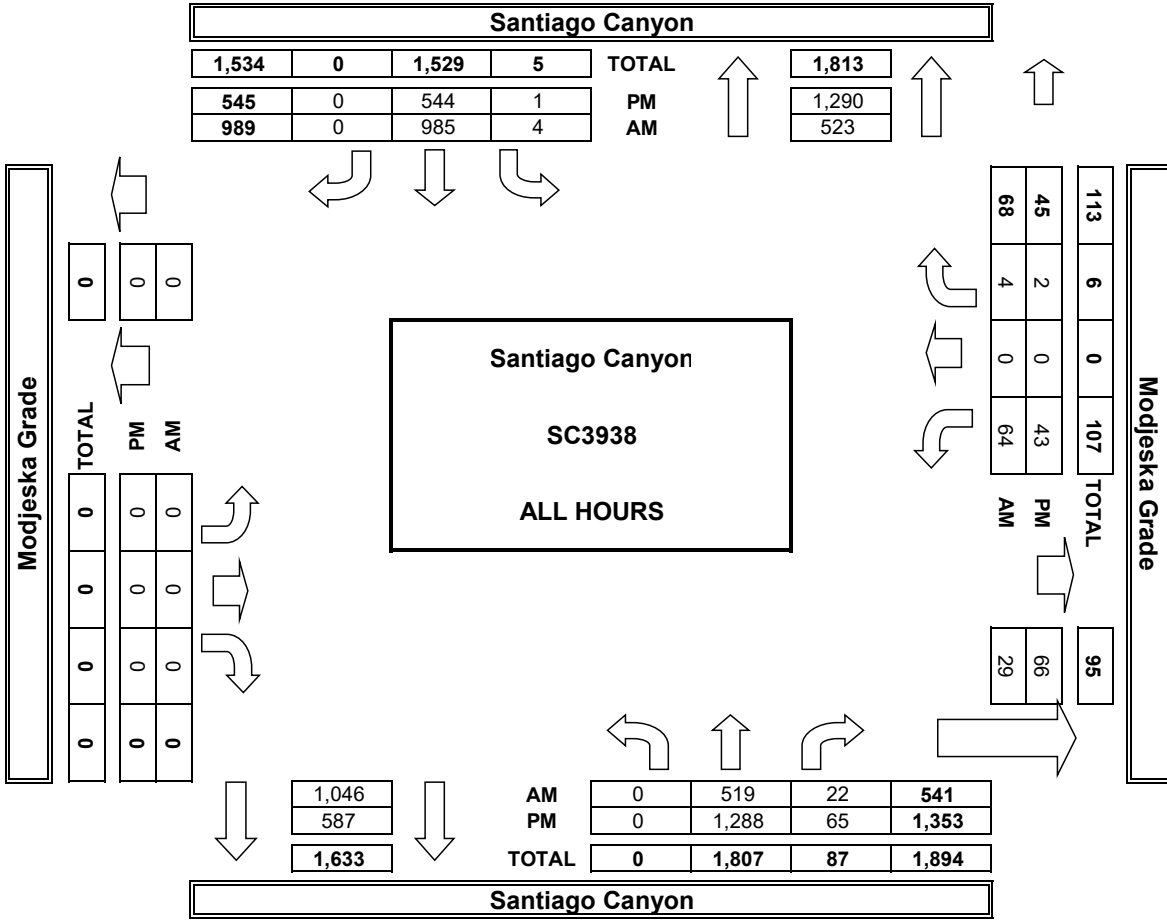 Santiago Canyon
1,534 0 1,529 5 TOTAL 1,813
545 0 544 1 PM 1,290
989 0 985 4 AM 523
Modjeska Grade
0 0 0
TOTAL PM AM
0 0 0
0 0 0
0 0 0
0 0 0
Santiago Canyon
SC3938
ALL HOURS
68 45 113
4 2 6
0 0 0
64 43 107
AM PM TOTAL
29 66 95
Modjeska Grade
1,046 AM 0 519 22 541
587 PM 0 1,288 65 1,353
1,633 TOTAL 0 1,807 87 1,894
Santiago Canyon